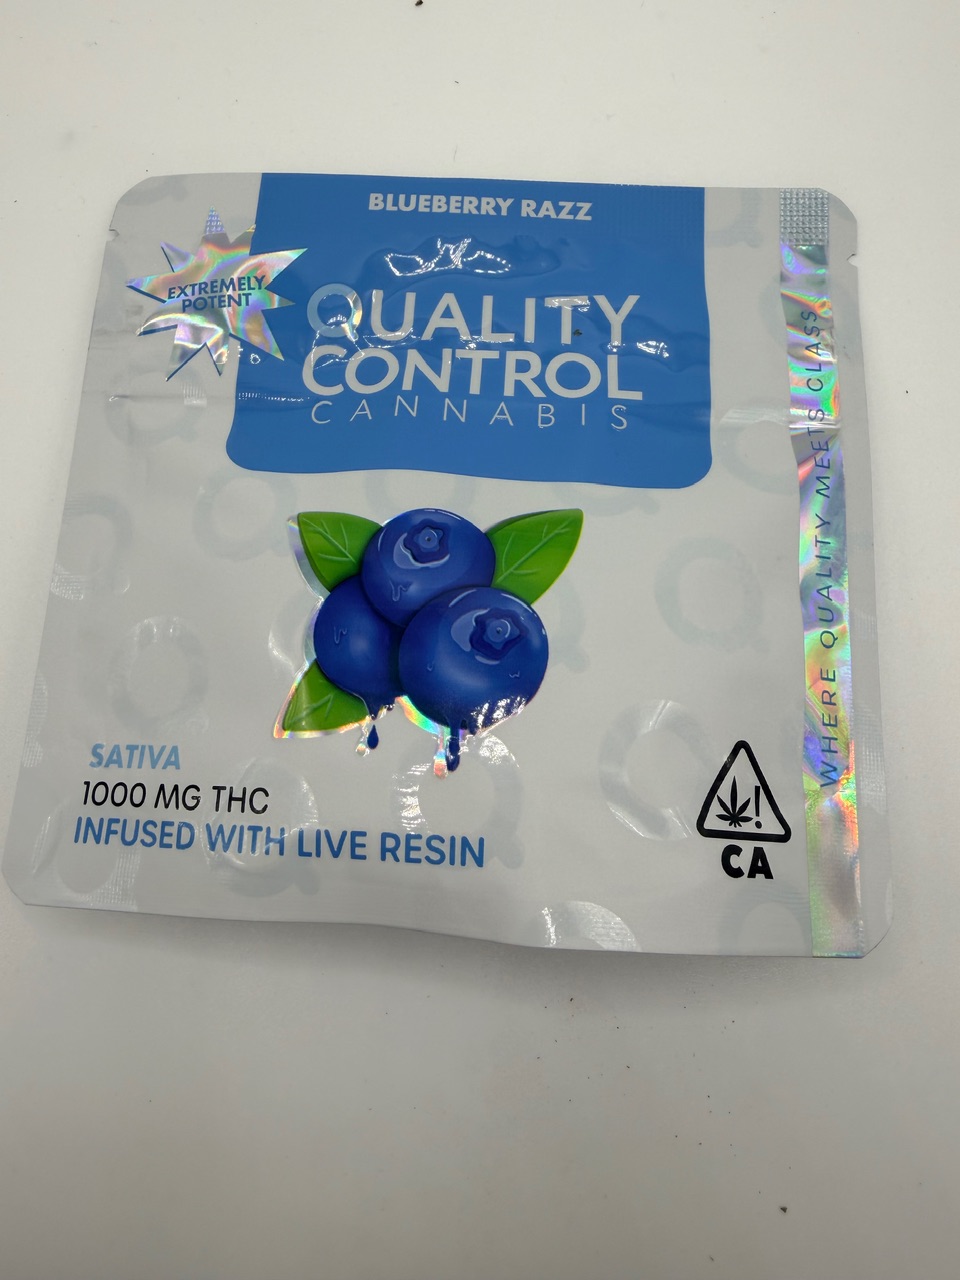 BLUEBERRY RAZZ
EXTREMELY
POTENT
QUALITY
CONTROL
CANNABIS
WHERE QUALITY MEETS CLASS
SATIVA
1000 MG THC
INFUSED WITH LIVE RESIN
!
CA